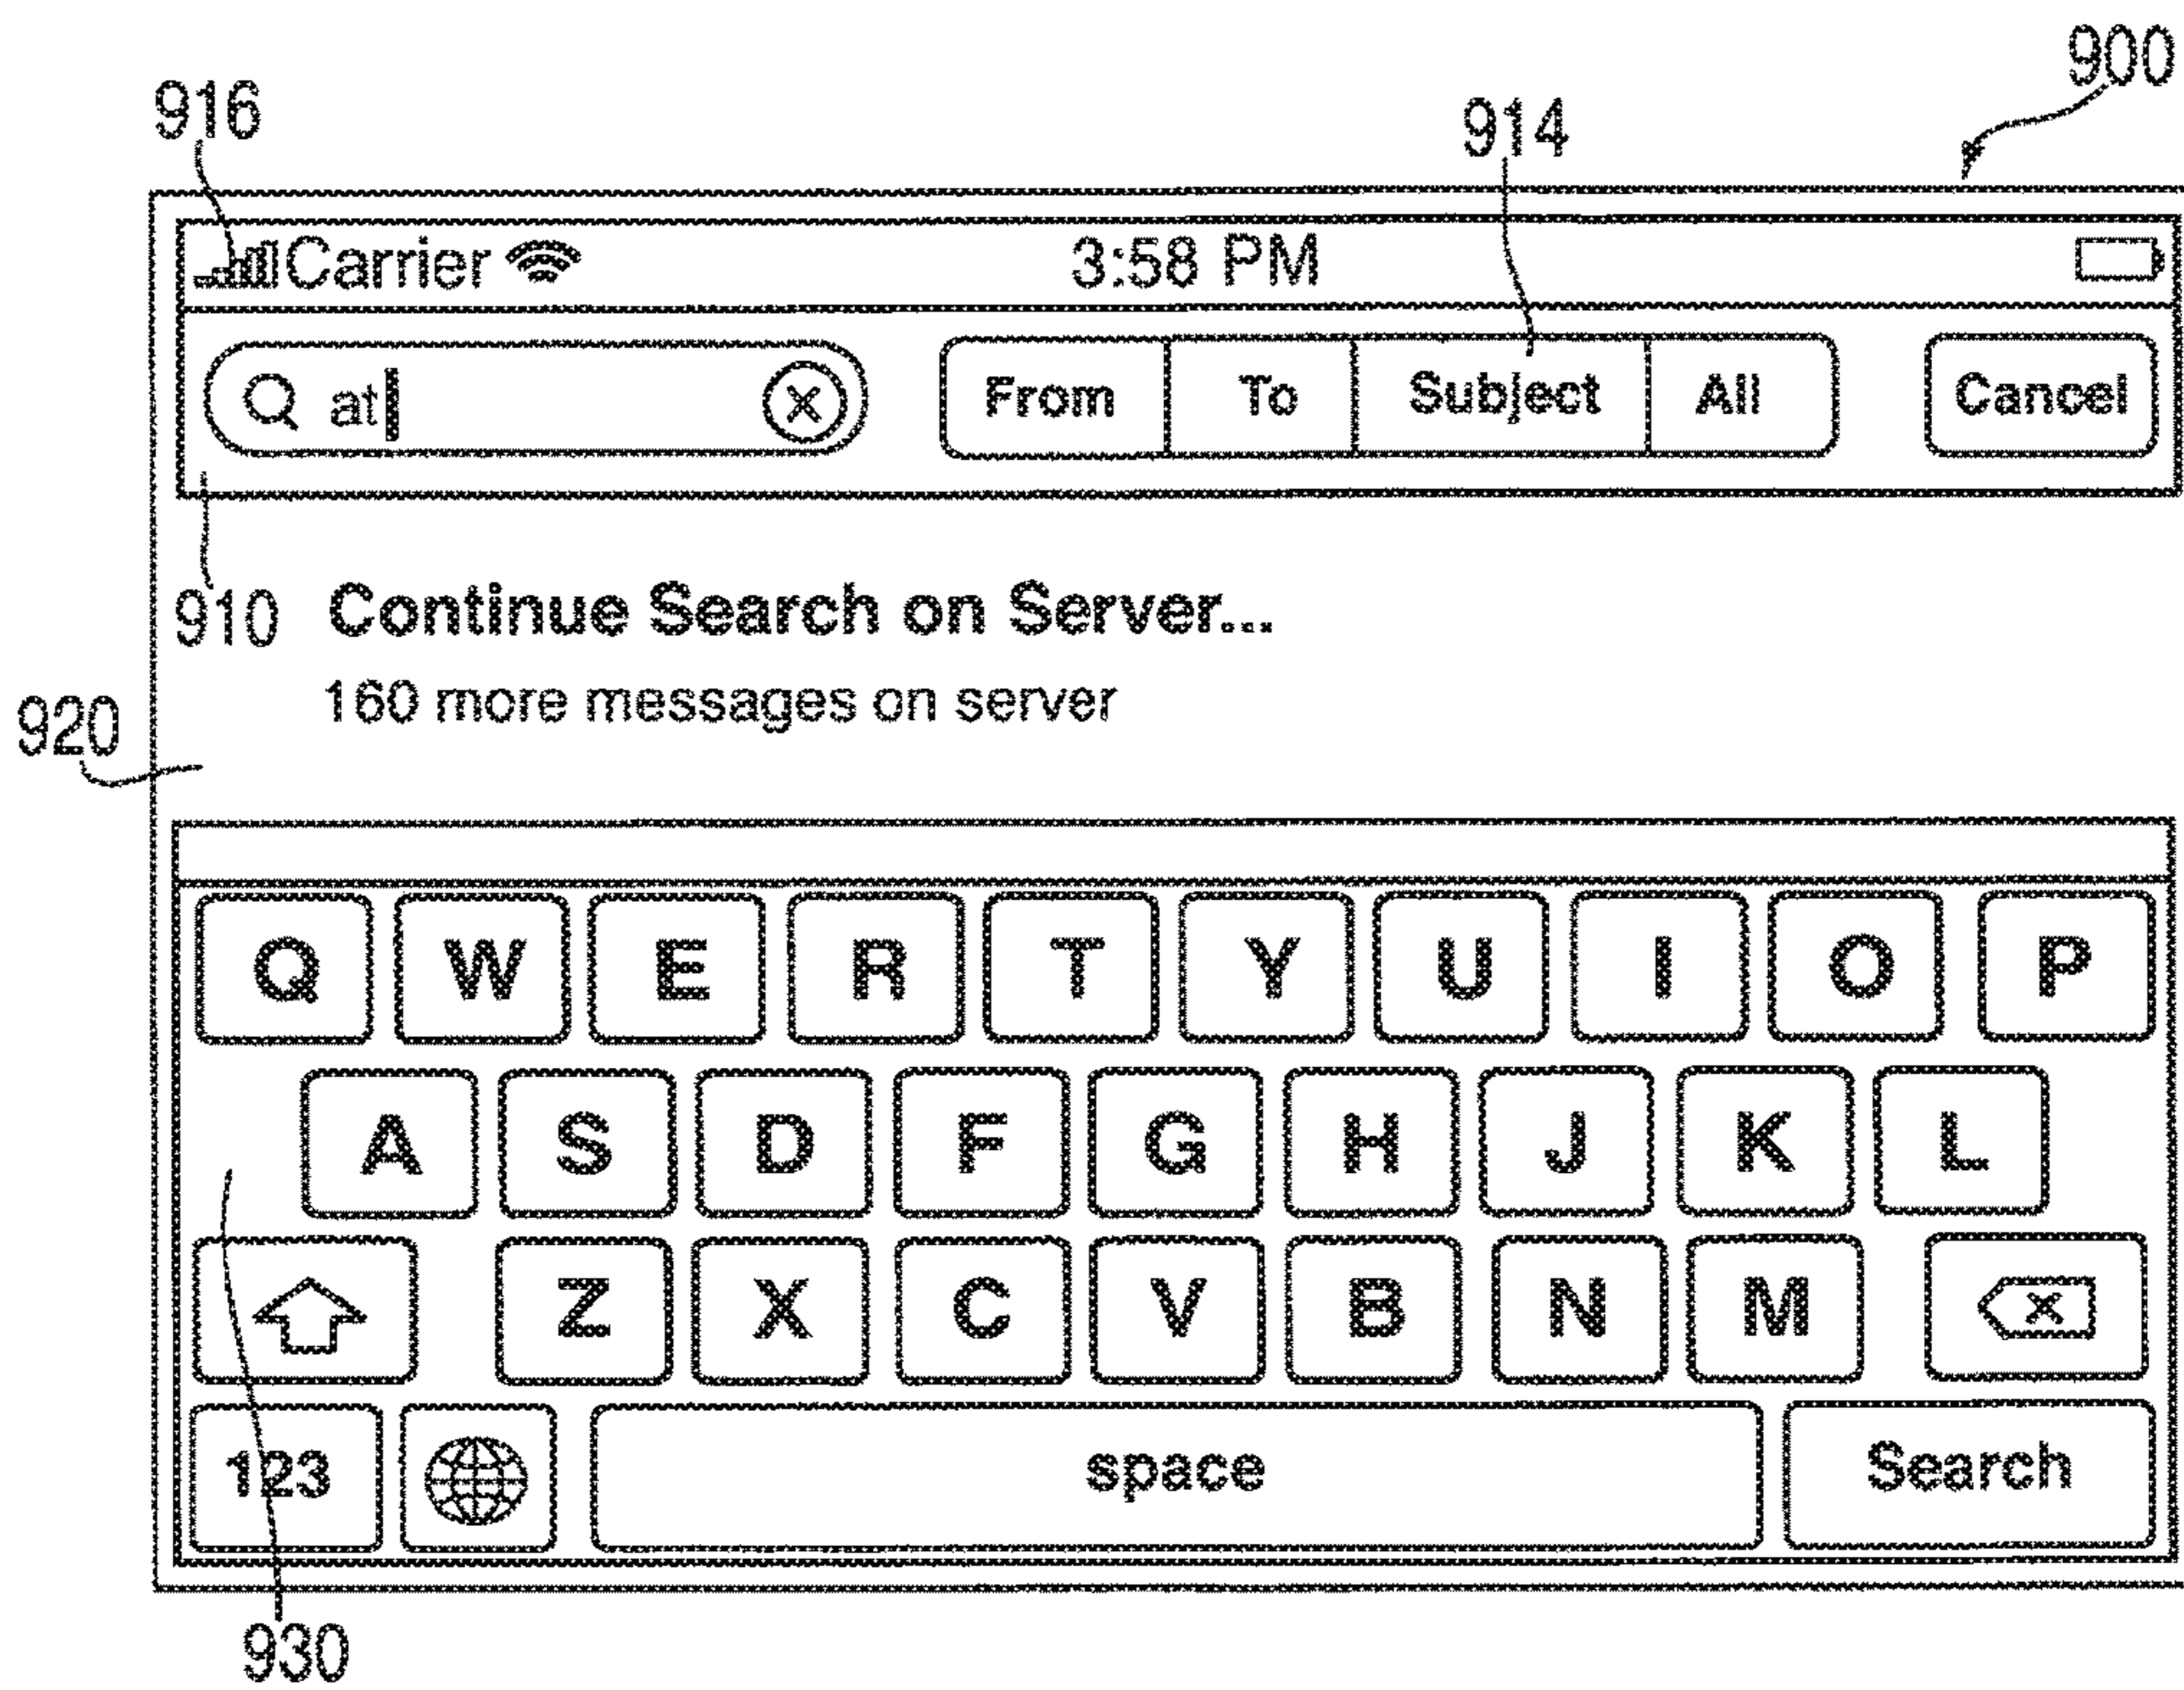 900
916
914
Carrier 3:58 PM
at From To Subject All Cancel
910 Continue Search on Server...
160 more messages on server
920
Q W E R T Y U I O P
A S D F G H J K L
Z X C V B N M
123 space Search
930